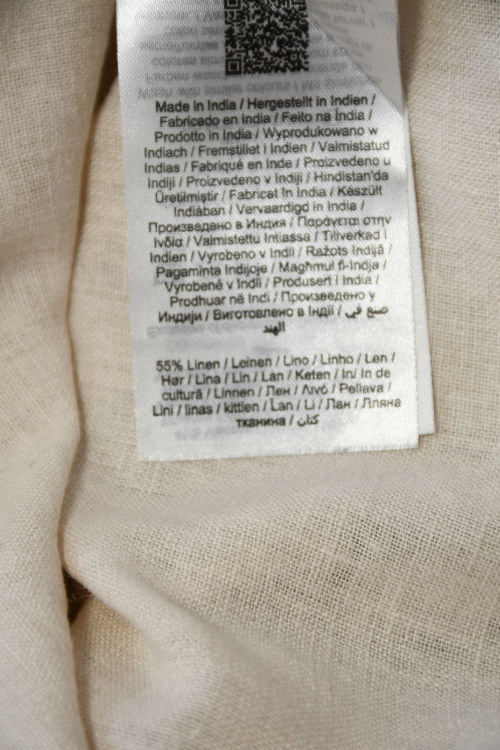 Made in India / Hergestellt in Indien /
Fabricado en India / Feito na Índia /
Prodotto in India / Wyprodukowano w
Indiach / Fremstillet i Indien / Valmistatud
Indias / Fabriqué en Inde / Proizvedeno u
Indiji / Proizvedeno v Indiji / Hindistan'da
Üretilmiştir / Fabricat în India / Készült
Indiában / Vervaardigd in India /
Произведено в Индия / Παράγεται στην
Ινδία / Valmistettu Intiassa / Tillverkad i
Indien / Vyrobeno v Indii / Ražots Indijā /
Pagaminta Indijoje / Magħmul fl-Indja /
Vyrobené v Indii / Produsert i India /
Prodhuar në Indi / Произведено у
Индији / Виготовлено в Індії / صنع في
الهند
55% Linen / Leinen / Lino / Linho / Len /
Hør / Lina / Lin / Lan / Keten / In/ In de
cultură / Linnen / Лен / Λινό / Pellava /
Lini / linas / kittien / Ľan / Li / Лан / Лляна
тканина / كتان